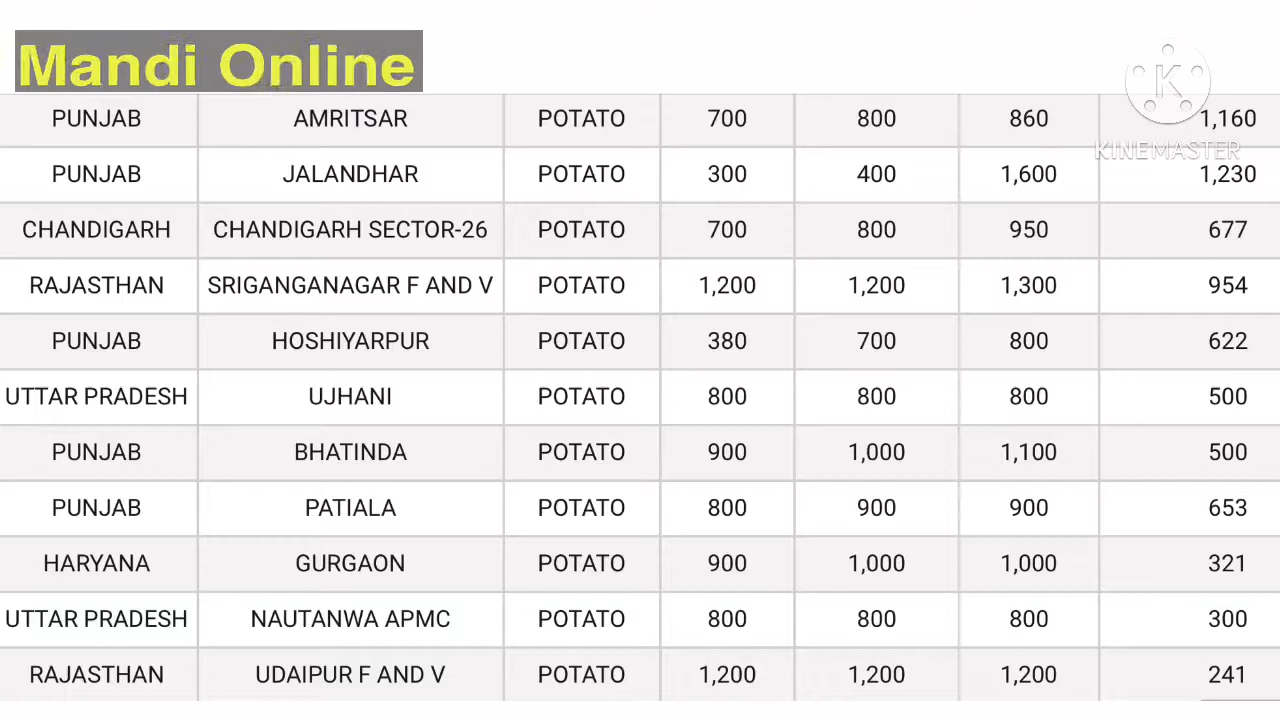 Mandi Online
KINEMASTER
PUNJAB AMRITSAR POTATO 700 800 860 1,160
PUNJAB JALANDHAR POTATO 300 400 1,600 1,230
CHANDIGARH CHANDIGARH SECTOR-26 POTATO 700 800 950 677
RAJASTHAN SRIGANGANAGAR F AND V POTATO 1,200 1,200 1,300 954
PUNJAB HOSHIYARPUR POTATO 380 700 800 622
UTTAR PRADESH UJHANI POTATO 800 800 800 500
PUNJAB BHATINDA POTATO 900 1,000 1,100 500
PUNJAB PATIALA POTATO 800 900 900 653
HARYANA GURGAON POTATO 900 1,000 1,000 321
UTTAR PRADESH NAUTANWA APMC POTATO 800 800 800 300
RAJASTHAN UDAIPUR F AND V POTATO 1,200 1,200 1,200 241